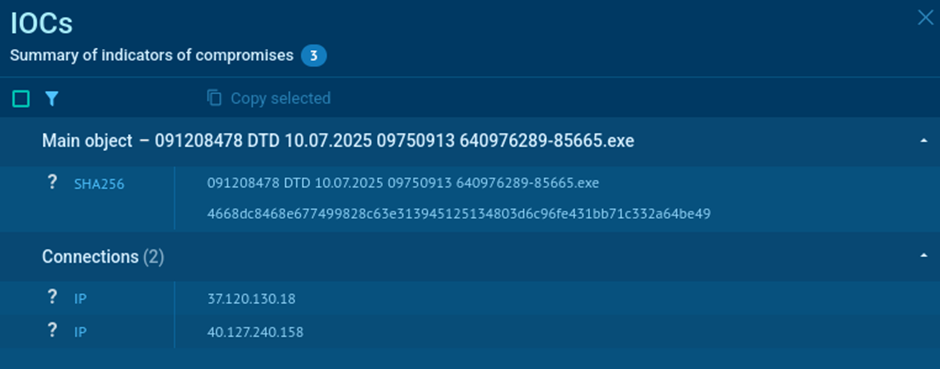 IOCs
Summary of indicators of compromises 3
Copy selected
Main object – 091208478 DTD 10.07.2025 09750913 640976289-85665.exe
? SHA256 091208478 DTD 10.07.2025 09750913 640976289-85665.exe
4668dc8468e677499828c63e313945125134803d6c96fe431bb71c332a64be49
Connections (2)
? IP 37.120.130.18
? IP 40.127.240.158